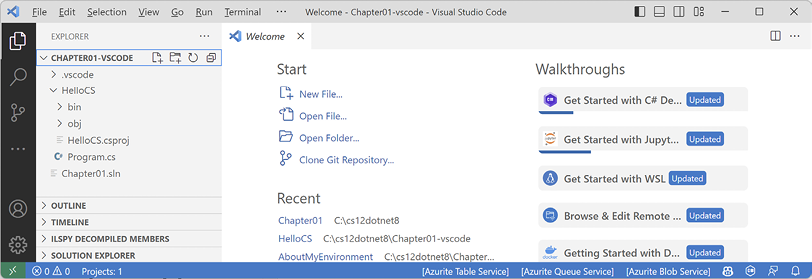 File Edit Selection View Go Run Terminal ... Welcome - Chapter01-vscode - Visual Studio Code
EXPLORER ...
CHAPTER01-VSCODE
.vscode
HelloCS
bin
obj
HelloCS.csproj
Program.cs
Chapter01.sln
OUTLINE
TIMELINE
ILSPY DECOMPILED MEMBERS
SOLUTION EXPLORER
Welcome
Start
New File...
Open File...
Open Folder...
Clone Git Repository...
Recent
Chapter01 C:\cs12dotnet8
HelloCS C:\cs12dotnet8\Chapter01-vscode
AboutMyEnvironment C:\cs12dotnet8\Chapter...
Walkthroughs
Get Started with C# De... Updated
Get Started with Jupyt... Updated
Get Started with WSL Updated
Browse & Edit Remote ... Updated
Getting Started with D... Updated
0 0 Projects: 1 [Azurite Table Service] [Azurite Queue Service] [Azurite Blob Service]